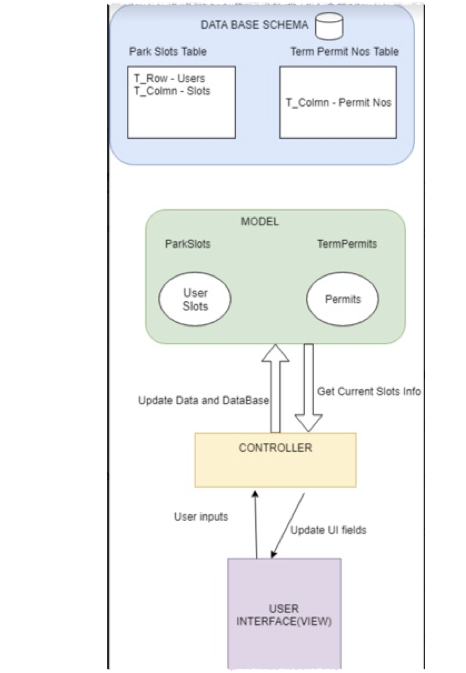 DATA BASE SCHEMA
Park Slots Table
Term Permit Nos Table
T_Row - Users
T_Colmn - Slots
T_Colmn - Permit Nos
MODEL
ParkSlots
TermPermits
User
Slots
Permits
Update Data and DataBase
Get Current Slots Info
CONTROLLER
User inputs
Update UI fields
USER
INTERFACE(VIEW)